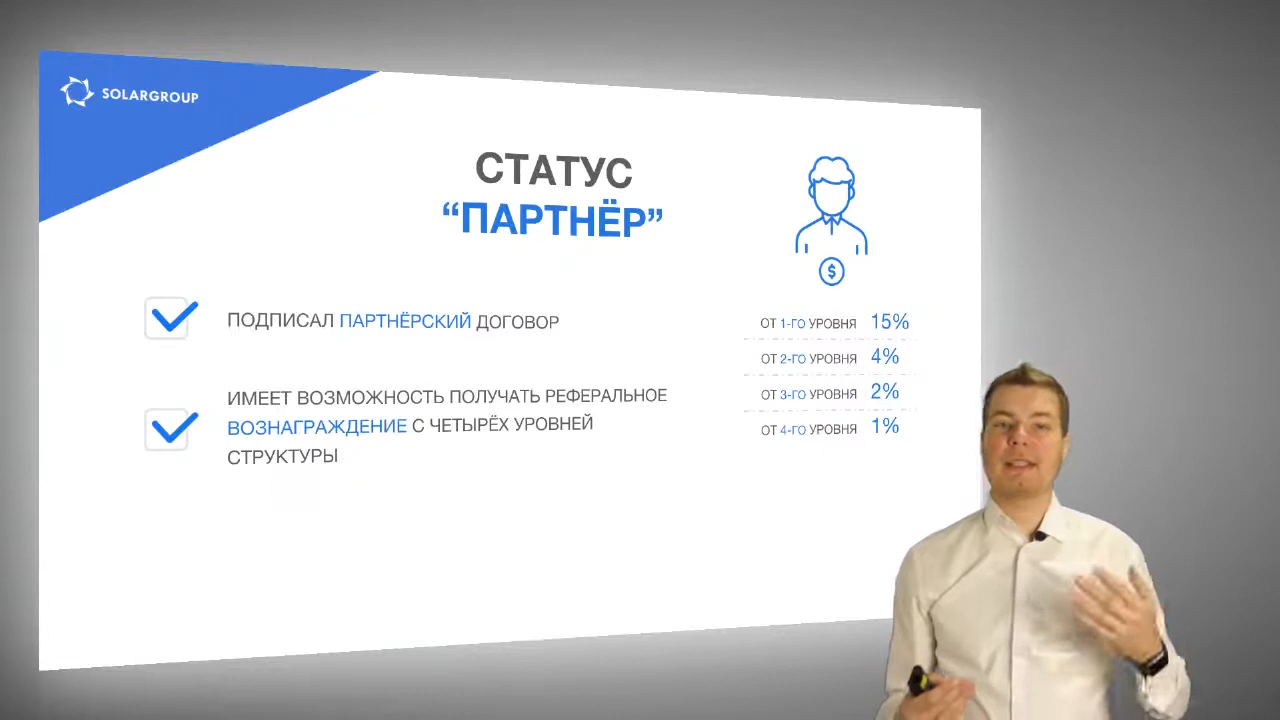 SOLARGROUP
СТАТУС
“ПАРТНЁР”
ПОДПИСАЛ ПАРТНЁРСКИЙ ДОГОВОР
ИМЕЕТ ВОЗМОЖНОСТЬ ПОЛУЧАТЬ РЕФЕРАЛЬНОЕ
ВОЗНАГРАЖДЕНИЕ С ЧЕТЫРЁХ УРОВНЕЙ
СТРУКТУРЫ
$
ОТ 1-ГО УРОВНЯ 15%
ОТ 2-ГО УРОВНЯ 4%
ОТ 3-ГО УРОВНЯ 2%
ОТ 4-ГО УРОВНЯ 1%